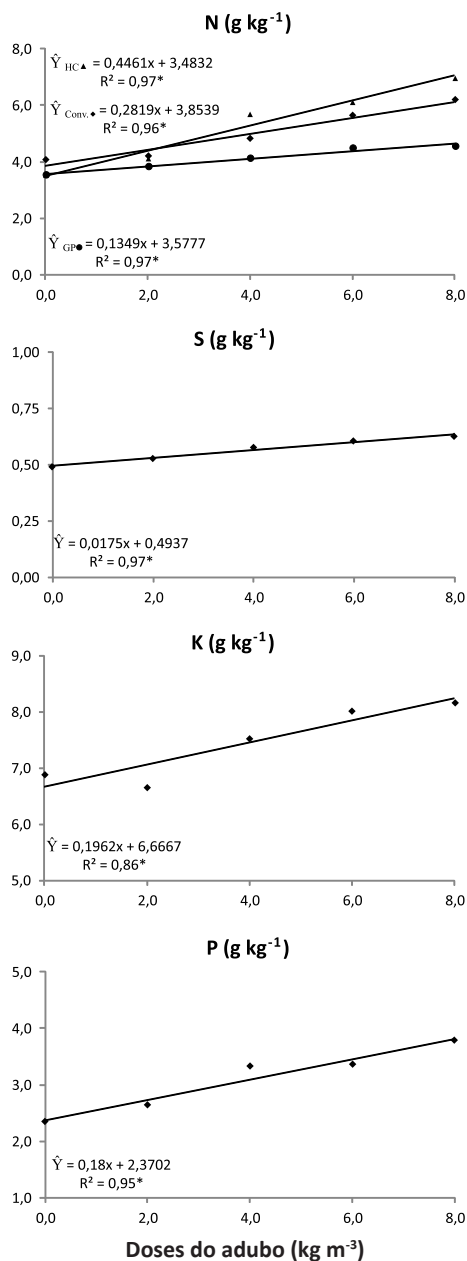 N (g kg⁻¹)
8,0
Ŷ HC▲ = 0,4461x + 3,4832
R² = 0,97*
6,0
Ŷ Conv.◆ = 0,2819x + 3,8539
R² = 0,96*
4,0
2,0
Ŷ GP● = 0,1349x + 3,5777
R² = 0,97*
0,0
0,0 2,0 4,0 6,0 8,0
S (g kg⁻¹)
1,00
0,75
0,50
0,25
Ŷ = 0,0175x + 0,4937
R² = 0,97*
0,00
0,0 2,0 4,0 6,0 8,0
K (g kg⁻¹)
9,0
8,0
7,0
6,0
Ŷ = 0,1962x + 6,6667
R² = 0,86*
5,0
0,0 2,0 4,0 6,0 8,0
P (g kg⁻¹)
5,0
4,0
3,0
2,0
Ŷ = 0,18x + 2,3702
R² = 0,95*
1,0
0,0 2,0 4,0 6,0 8,0
Doses do adubo (kg m⁻³)